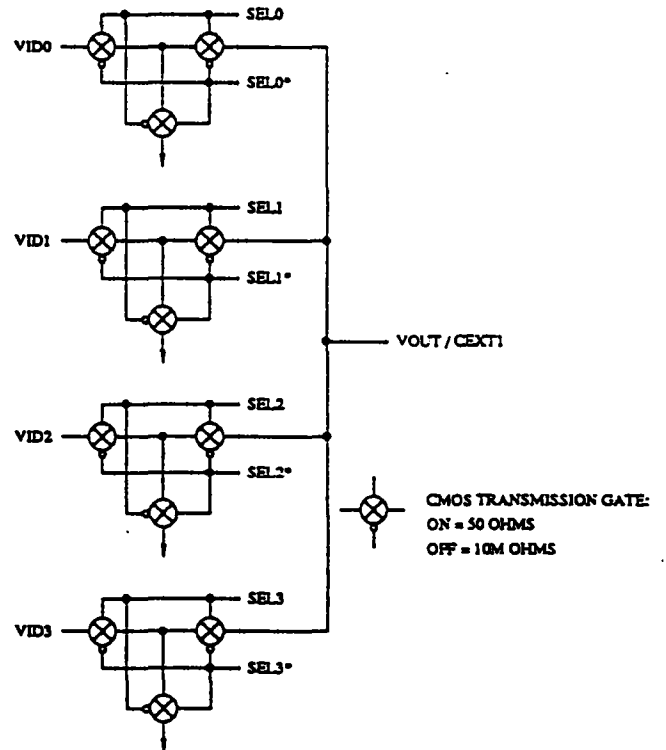 SEL0
VID0
SEL0*
SEL1
VID1
SEL1*
VOUT / CEXT1
SEL2
VID2
SEL2*
CMOS TRANSMISSION GATE:
ON = 50 OHMS
OFF = 10M OHMS
SEL3
VID3
SEL3*